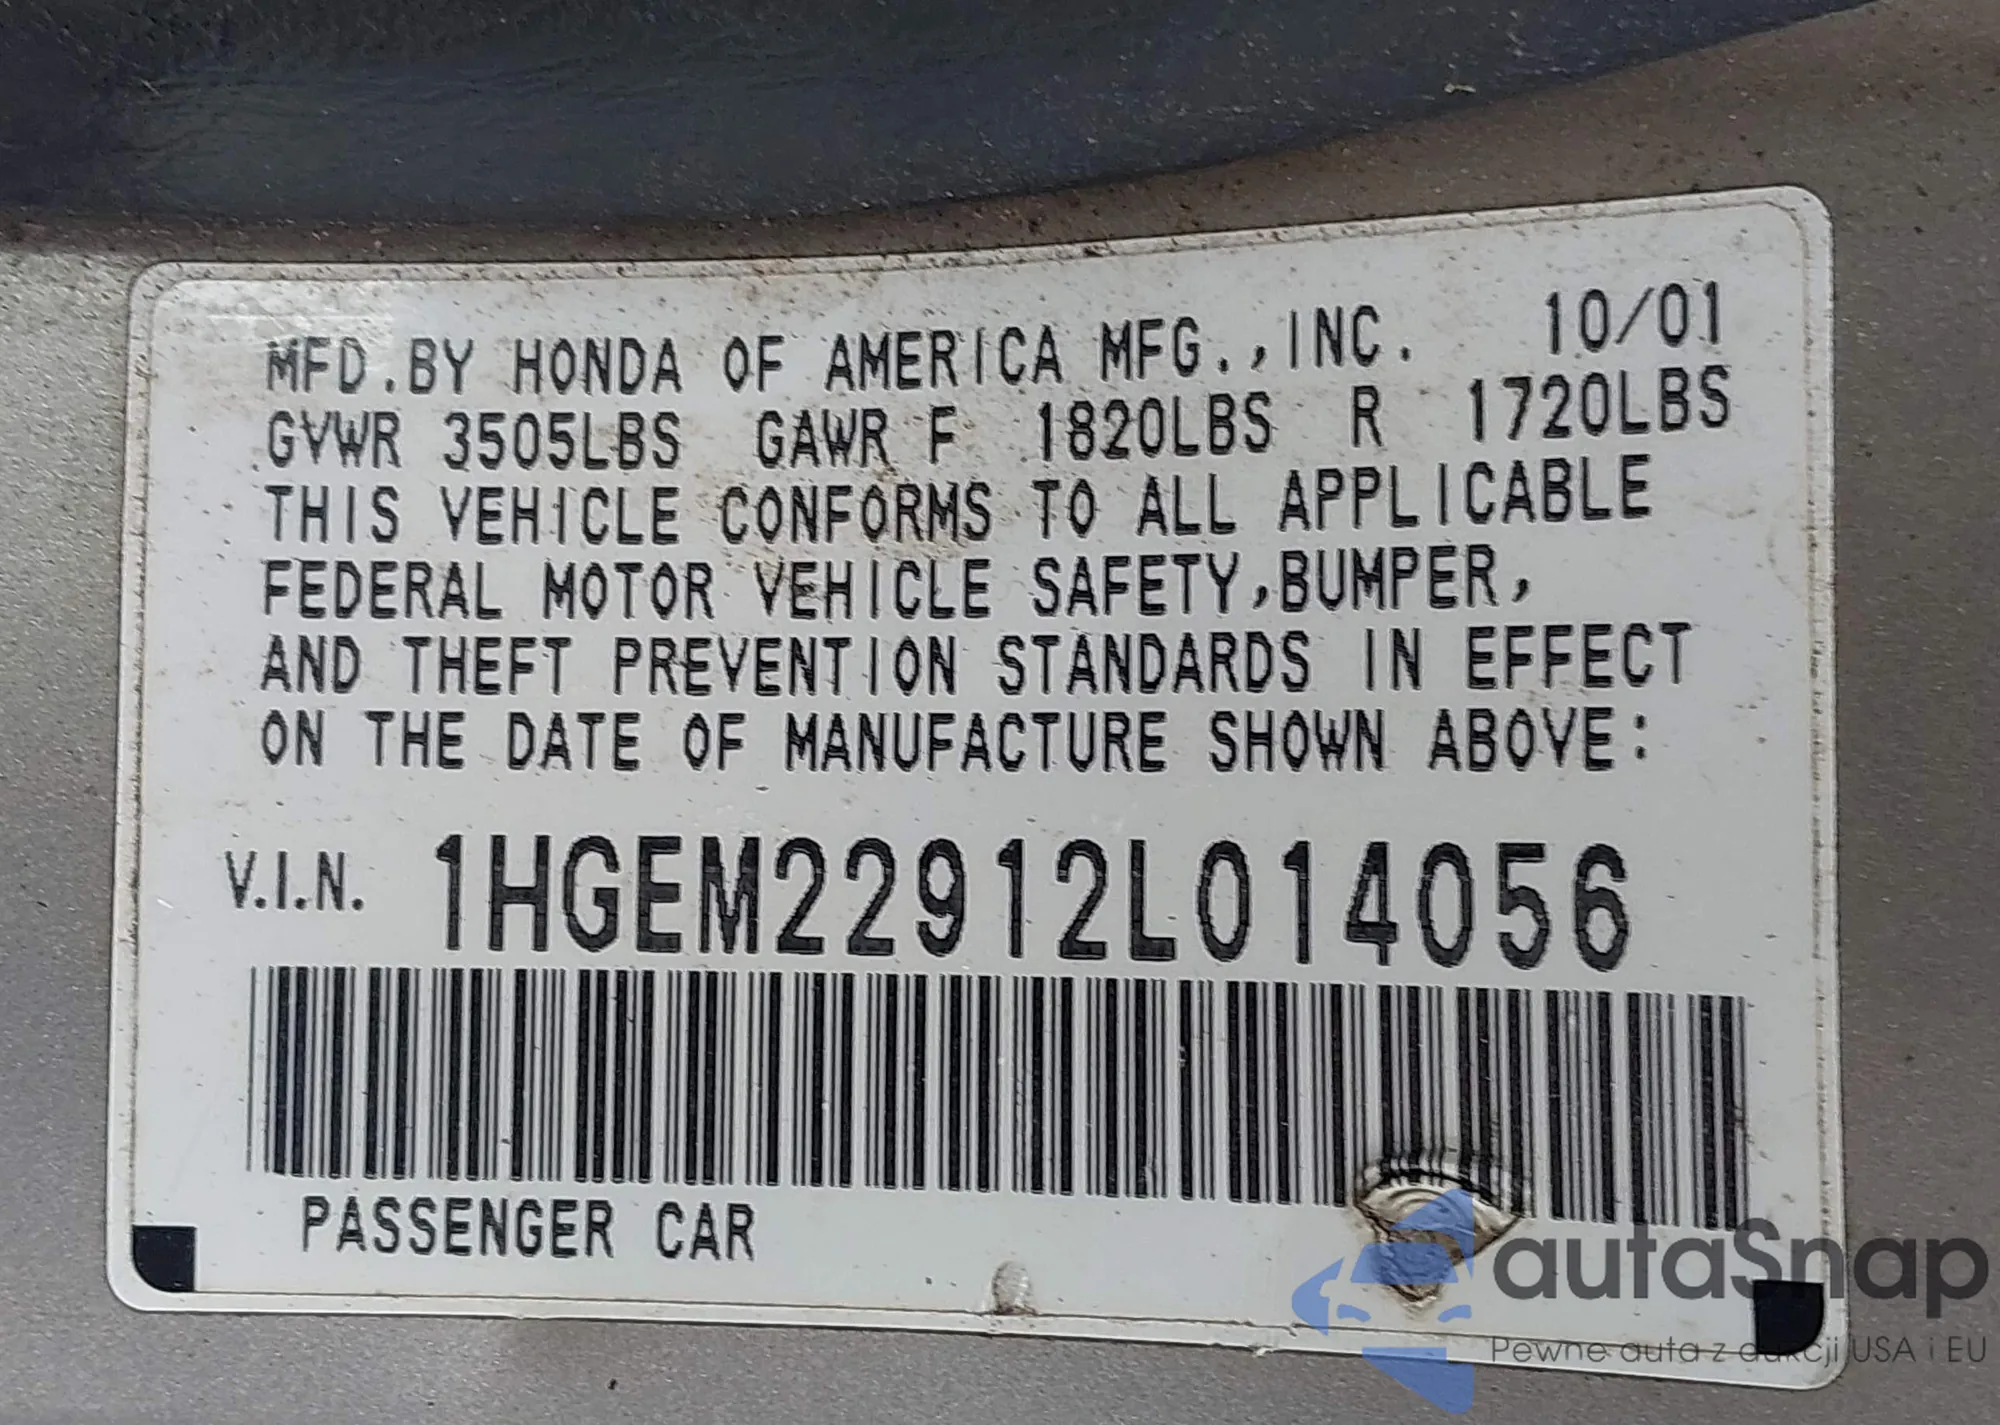 MFD.BY HONDA OF AMERICA MFG.,INC. 10/01
GVWR 3505LBS GAWR F 1820LBS R 1720LBS
THIS VEHICLE CONFORMS TO ALL APPLICABLE
FEDERAL MOTOR VEHICLE SAFETY,BUMPER,
AND THEFT PREVENTION STANDARDS IN EFFECT
ON THE DATE OF MANUFACTURE SHOWN ABOVE:
V.I.N. 1HGEM22912L014056
PASSENGER CAR
autaSnap
Pewne auta z aukcji USA i EU